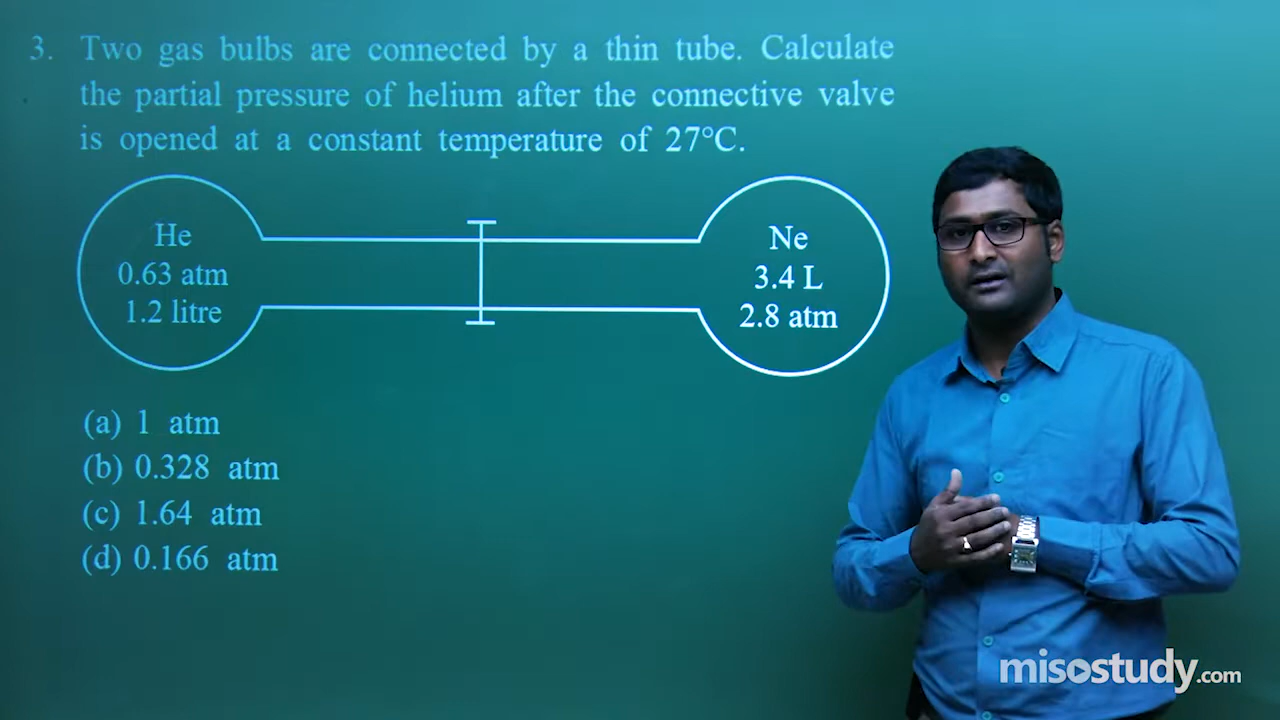 3. Two gas bulbs are connected by a thin tube. Calculate
the partial pressure of helium after the connective valve
is opened at a constant temperature of 27°C.
He
0.63 atm
1.2 litre
Ne
3.4 L
2.8 atm
(a) 1 atm
(b) 0.328 atm
(c) 1.64 atm
(d) 0.166 atm
misostudy.com